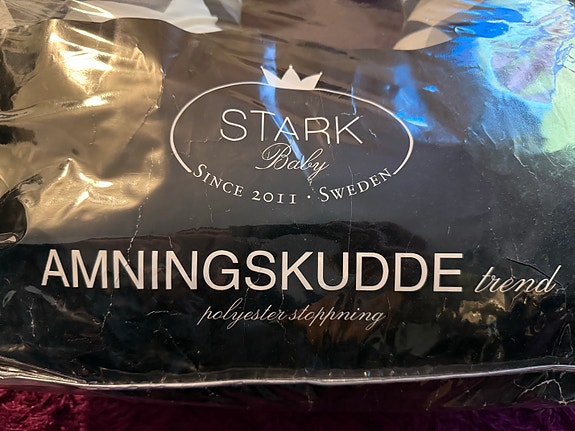 STARK
Baby
SINCE 2011 · SWEDEN
AMNINGSKUDDE trend
polyester stoppning